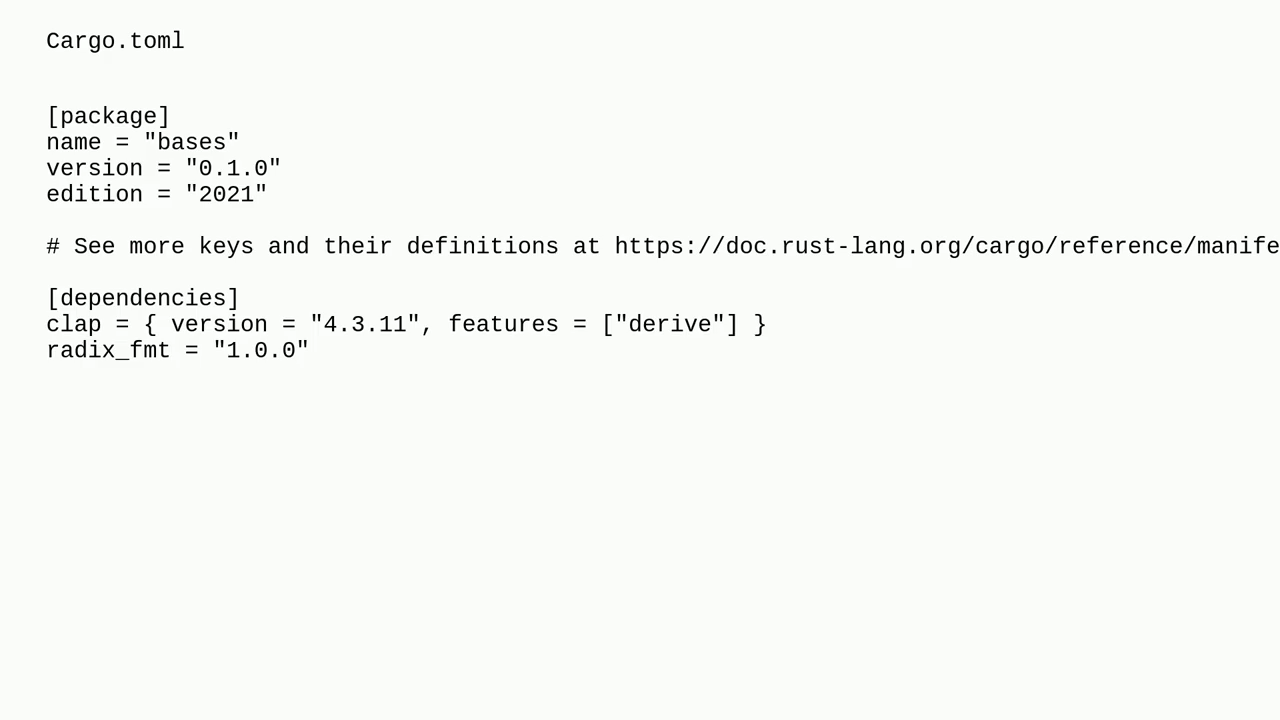 Cargo.toml
[package]
name = "bases"
version = "0.1.0"
edition = "2021"
# See more keys and their definitions at https://doc.rust-lang.org/cargo/reference/manife
[dependencies]
clap = { version = "4.3.11", features = ["derive"] }
radix_fmt = "1.0.0"